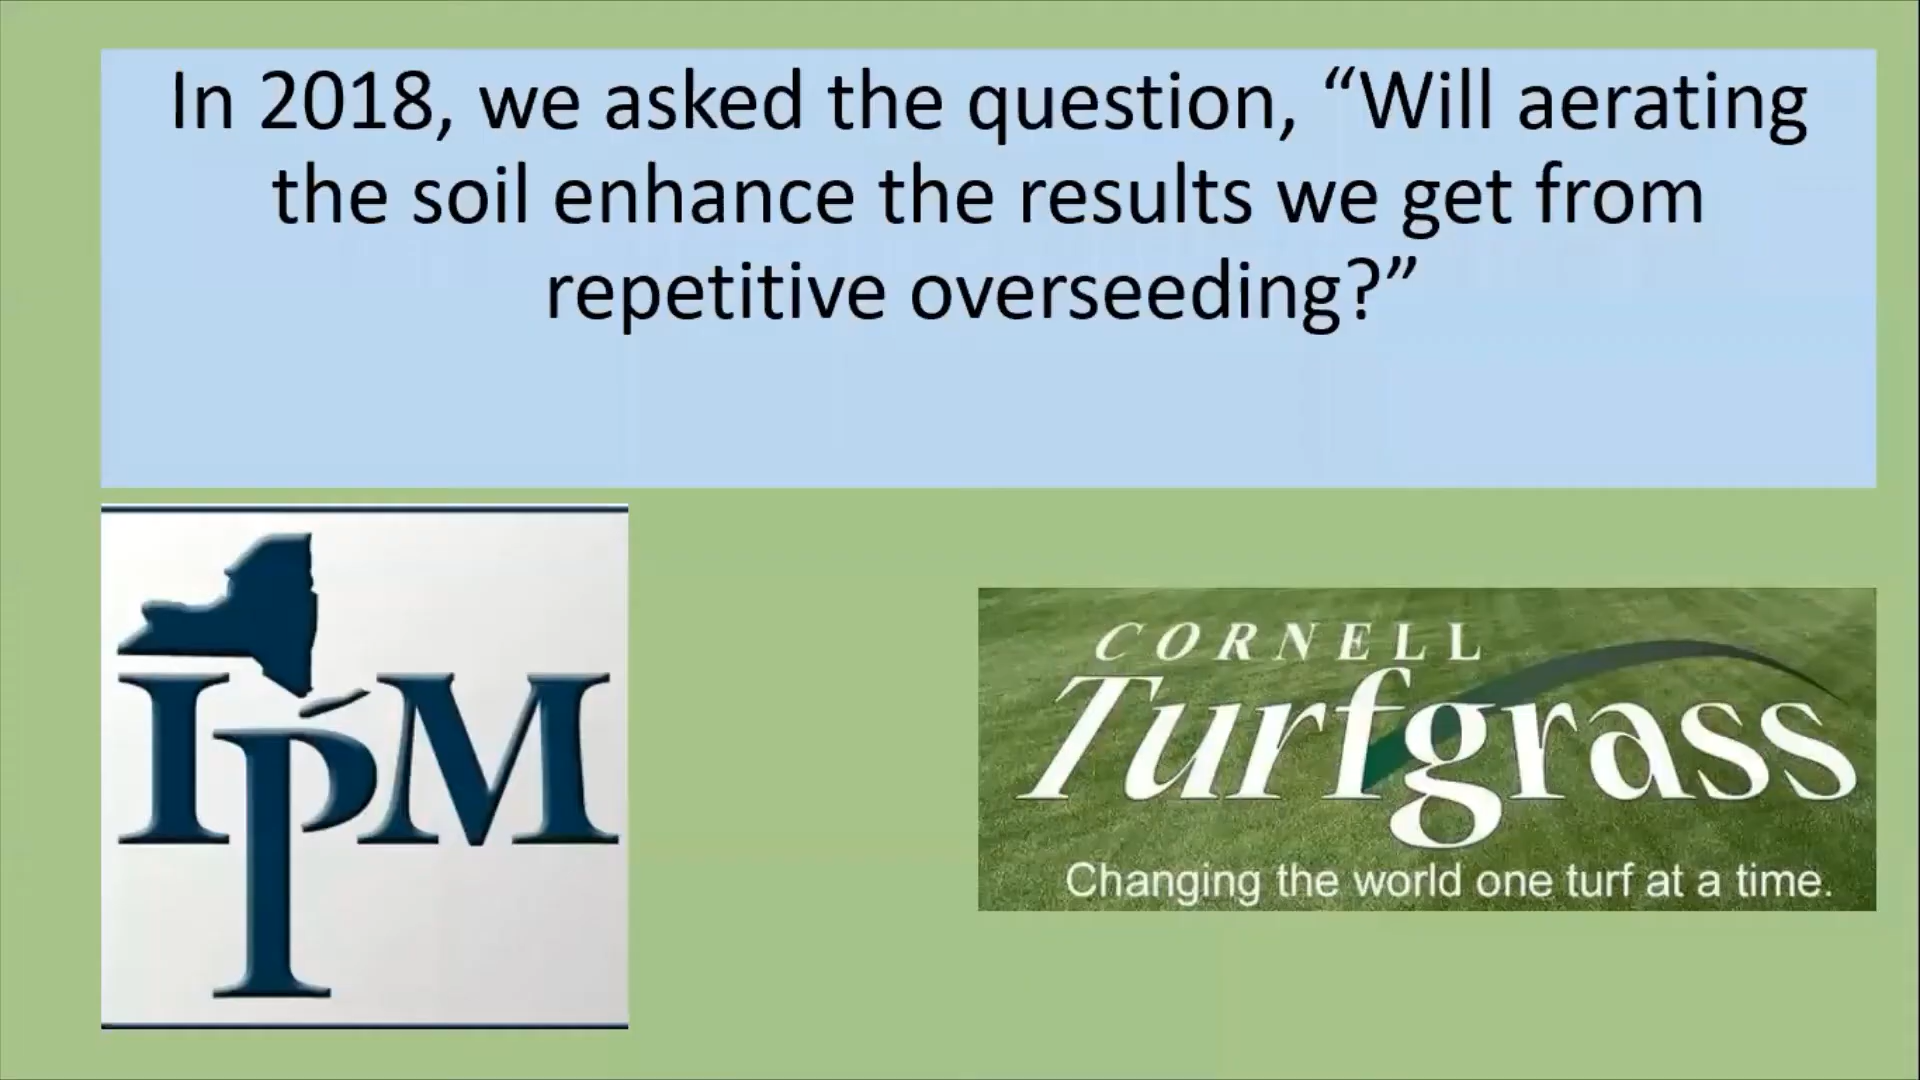 In 2018, we asked the question, “Will aerating
the soil enhance the results we get from
repetitive overseeding?”
IPM
CORNELL
Turfgrass
Changing the world one turf at a time.